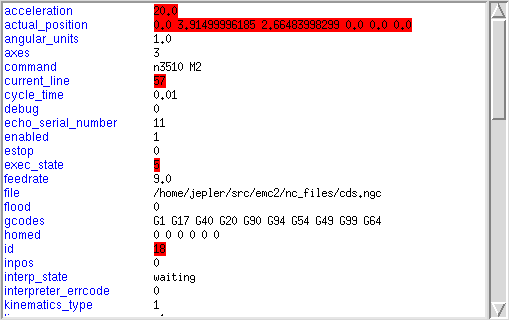 acceleration 20.0
actual_position 0.0 3.91499996185 2.66483998299 0.0 0.0 0.0
angular_units 1.0
axes 3
command n3510 M2
current_line 57
cycle_time 0.01
debug 0
echo_serial_number 11
enabled 1
estop 0
exec_state 5
feedrate 9.0
file /home/jepler/src/emc2/nc_files/cds.ngc
flood 0
gcodes G1 G17 G40 G20 G90 G94 G54 G49 G99 G64
homed 0 0 0 0 0 0
id 18
inpos 0
interp_state waiting
interpreter_errcode 0
kinematics_type 1